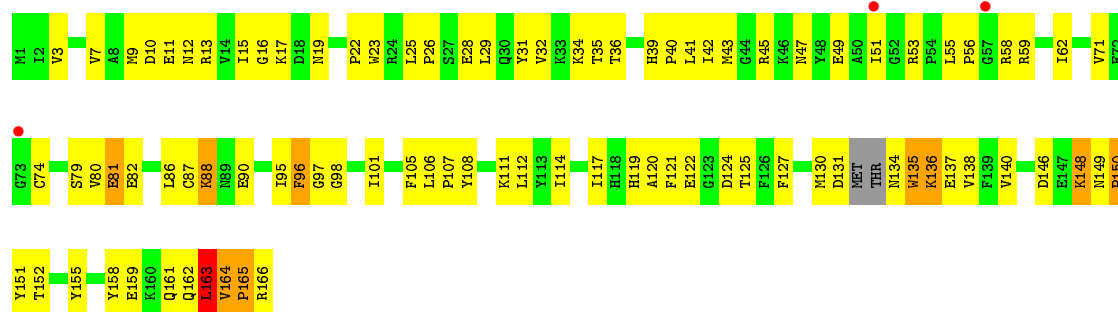 M1 I2 V3 V7 A8 M9 D10 E11 N12 R13 V14 I15 G16 K17 D18 N19 P22 W23 R24 L25 P26 S27 E28 L29 Q30 Y31 V32 K33 K34 T35 T36 H39 P40 L41 I42 M43 G44 R45 K46 N47 Y48 E49 A50 I51 G52 R53 P54 L55 P56 G57 R58 R59 I62 V71 E72
G73 C74 S79 V80 E81 E82 L86 C87 K88 N89 E90 I95 F96 G97 G98 I101 F105 L106 P107 Y108 K111 L112 Y113 I114 I117 H118 H119 A120 F121 E122 G123 D124 T125 F126 F127 M130 D131 MET THR N134 W135 K136 E137 V138 F139 V140 D146 E147 K148 N149 P150
Y151 T152 Y155 Y158 E159 K160 Q161 Q162 L163 V164 P165 R166